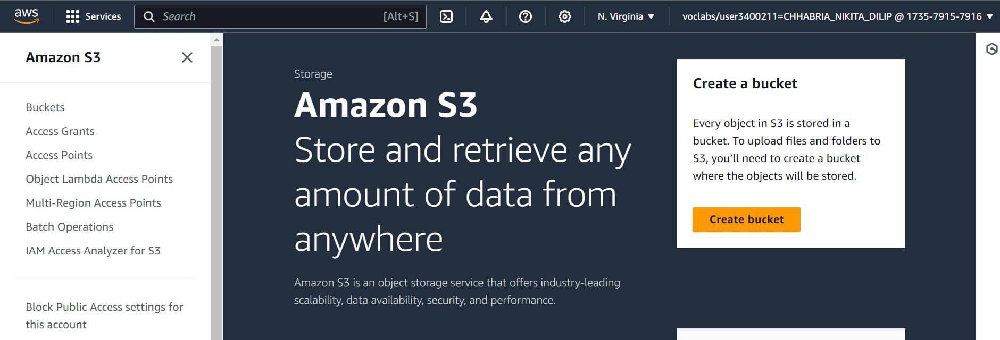 aws
Services
Search
[Alt+S]
N. Virginia ▼
voclabs/user3400211=CHHABRIA_NIKITA_DILIP @ 1735-7915-7916 ▼
Amazon S3
Buckets
Access Grants
Access Points
Object Lambda Access Points
Multi-Region Access Points
Batch Operations
IAM Access Analyzer for S3
Block Public Access settings for
this account
Storage
Amazon S3
Store and retrieve any
amount of data from
anywhere
Amazon S3 is an object storage service that offers industry-leading
scalability, data availability, security, and performance.
Create a bucket
Every object in S3 is stored in a
bucket. To upload files and folders to
S3, you’ll need to create a bucket
where the objects will be stored.
Create bucket